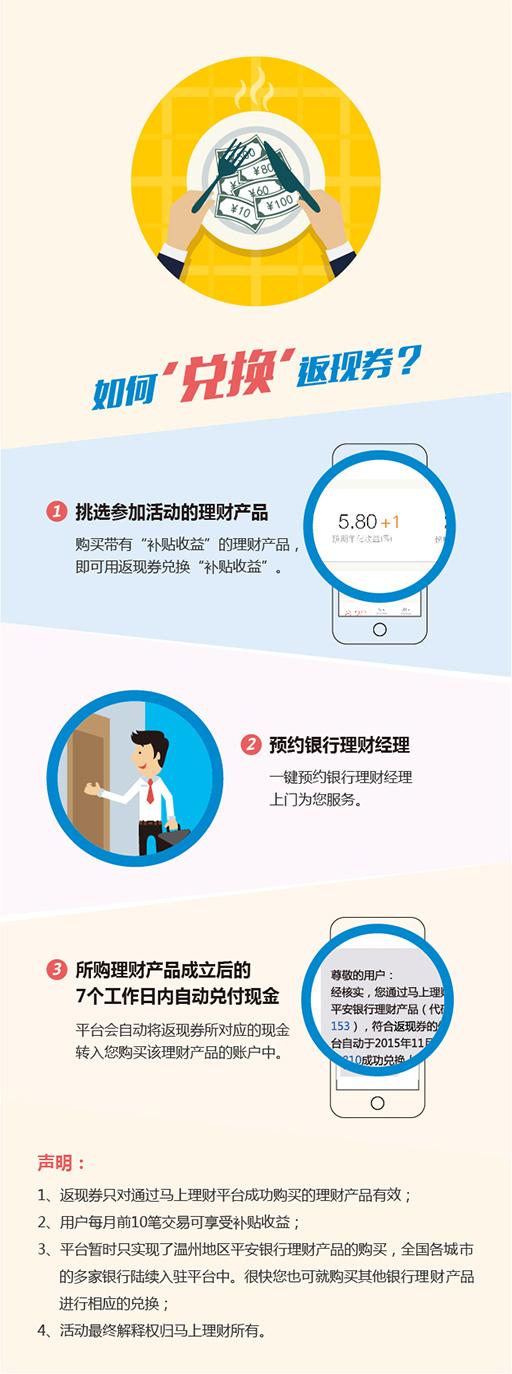 ¥80
¥60
¥10
¥100
如何‘兑换’返现券？
1 挑选参加活动的理财产品
购买带有“补贴收益”的理财产品，
即可用返现券兑换“补贴收益”。
5.80 +1
预期年化收益(%)
2 预约银行理财经理
一键预约银行理财经理
上门为您服务。
3 所购理财产品成立后的
7个工作日内自动兑付现金
平台会自动将返现券所对应的现金
转入您购买该理财产品的账户中。
尊敬的用户：
经核实，您通过马上理财
平安银行理财产品（代码
153），符合返现券的
台自动于2015年11月
810成功兑换
声明：
1、返现券只对通过马上理财平台成功购买的理财产品有效；
2、用户每月前10笔交易可享受补贴收益；
3、平台暂时只实现了温州地区平安银行理财产品的购买，全国各城市
的多家银行陆续入驻平台中。很快您也可就购买其他银行理财产品
进行相应的兑换；
4、活动最终解释权归马上理财所有。